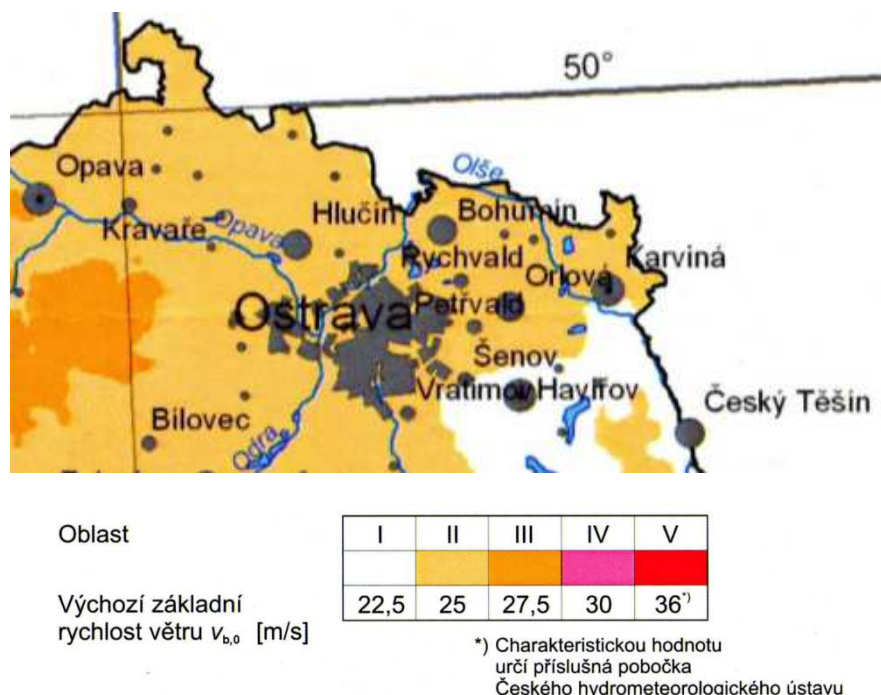 50°
Olše
Opava
Hlučín
Bohumín
Kravaře
Opava
Rychvald
Orlová
Karviná
Ostrava
Petřvald
Šenov
Vratimov
Havířov
Český Těšín
Bílovec
Odra
Oblast
I II III IV V
Výchozí základní
rychlost větru v b,0 [m/s]
22,5 25 27,5 30 36*)
*) Charakteristickou hodnotu
určí příslušná pobočka
Českého hydrometeorologického ústavu